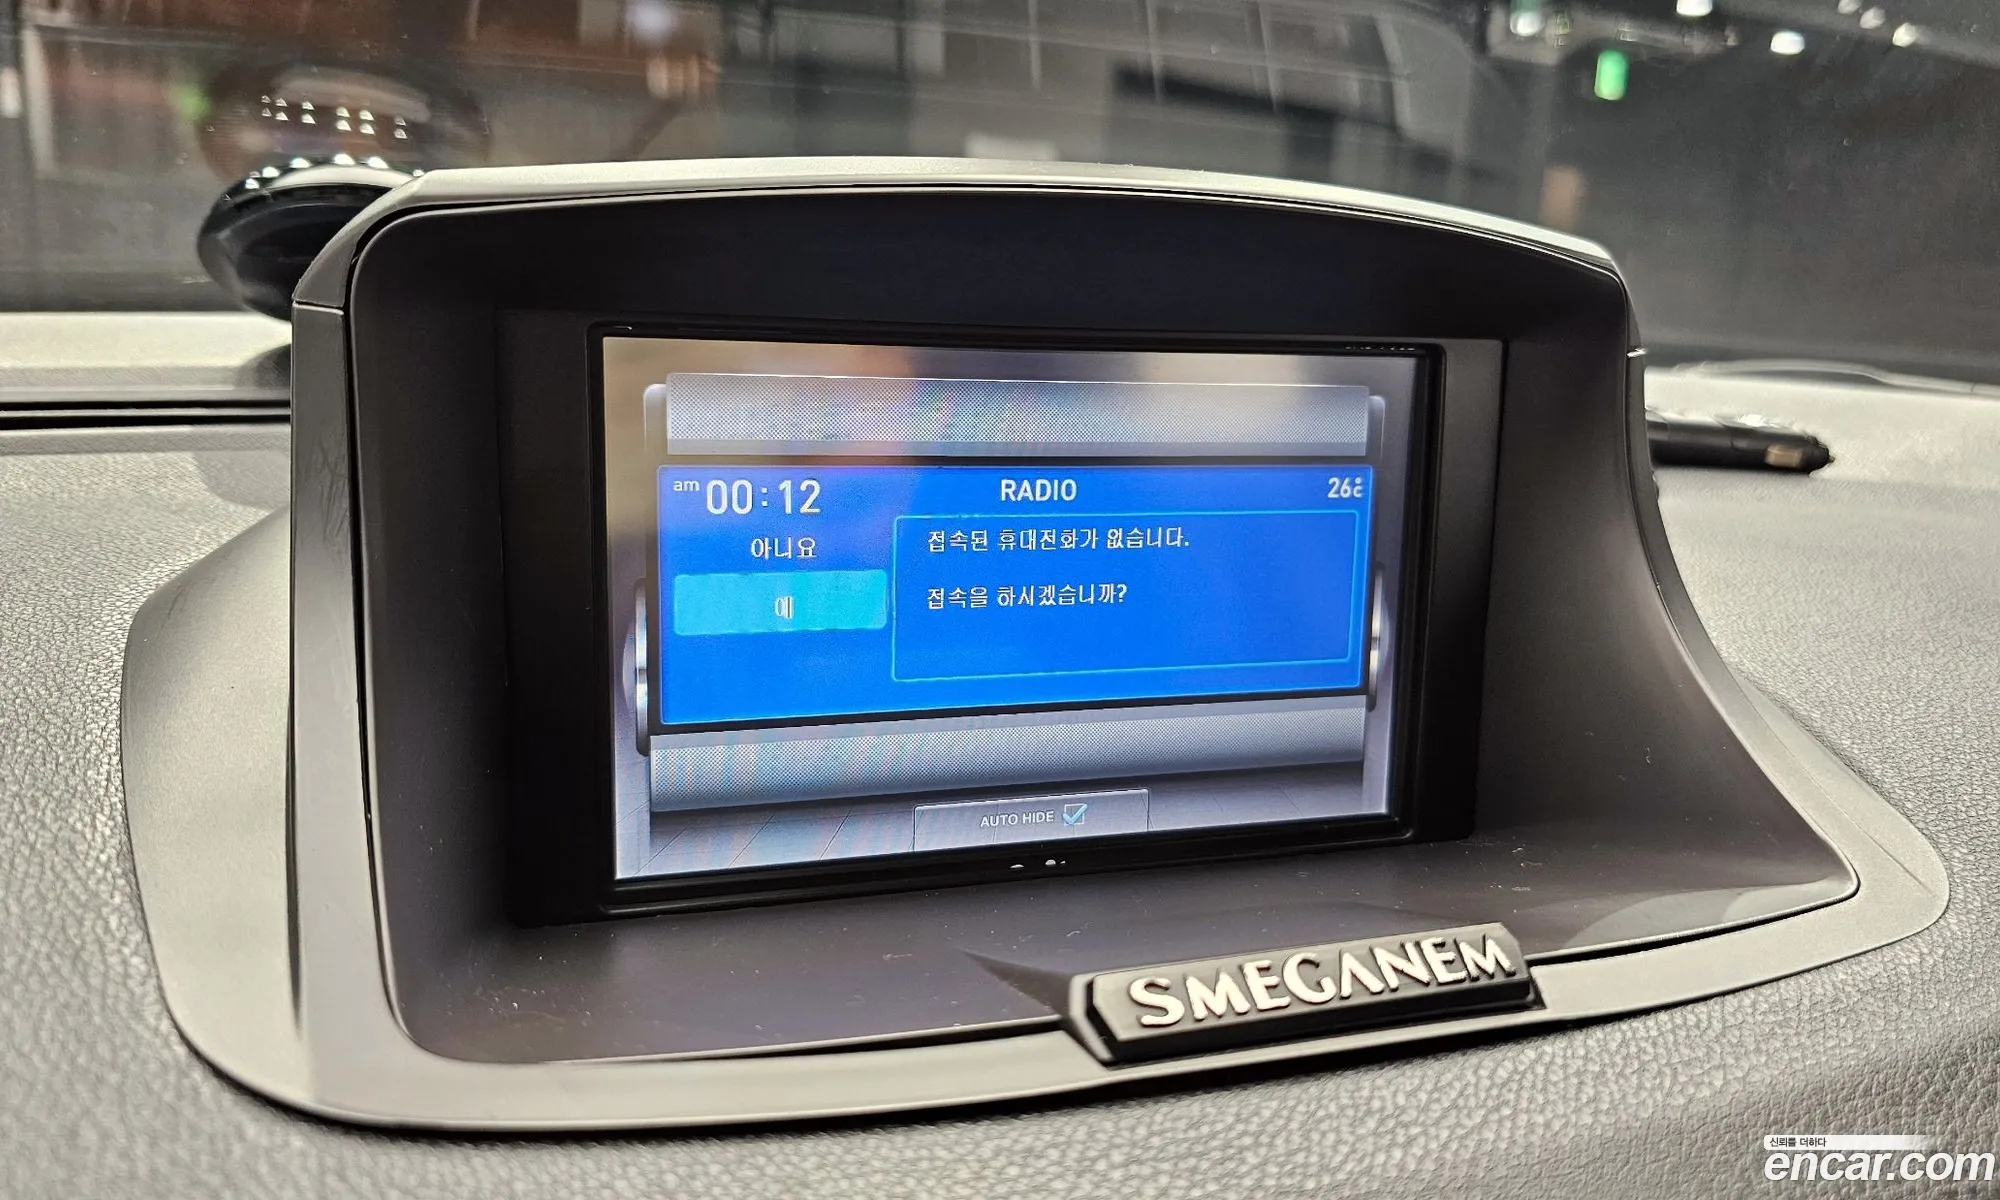 am 00:12 RADIO 26c
아니요
예
접속된 휴대전화가 없습니다.
접속을 하시겠습니까?
AUTO HIDE
SMEGANEM
신뢰를 더하다
encar.com